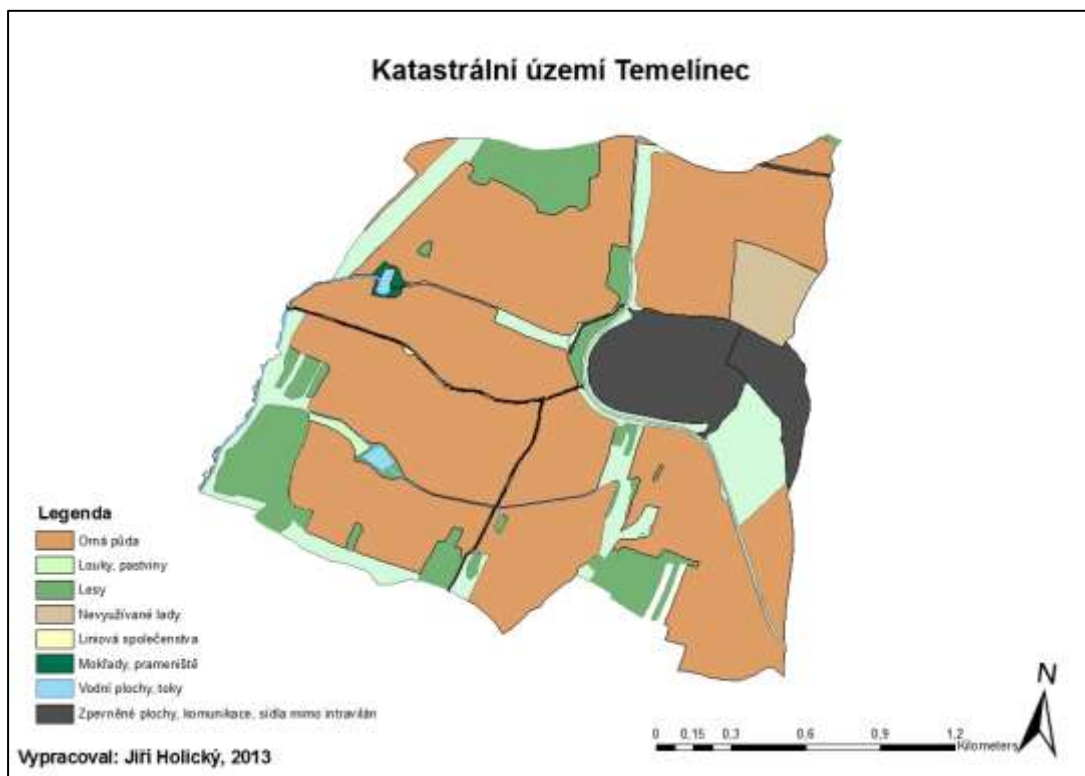 Katastrální území Temelínec
Legenda
Orná půda
Louky, pastviny
Lesy
Nevyužívané lady
Liniová společenstva
Mokřady, prameniště
Vodní plochy, toky
Zpevněné plochy, komunikace, sídla mimo intravilán
Vypracoval: Jiří Holický, 2013
N
0 0,15 0,3 0,6 0,9 1,2
Kilometers